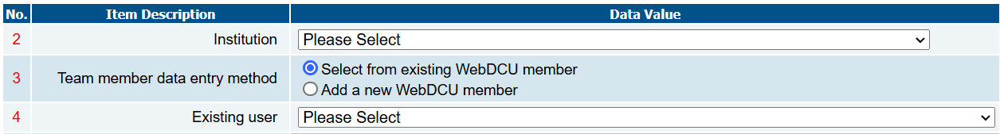 No. Item Description Data Value
2 Institution Please Select
3 Team member data entry method Select from existing WebDCU member
Add a new WebDCU member
4 Existing user Please Select